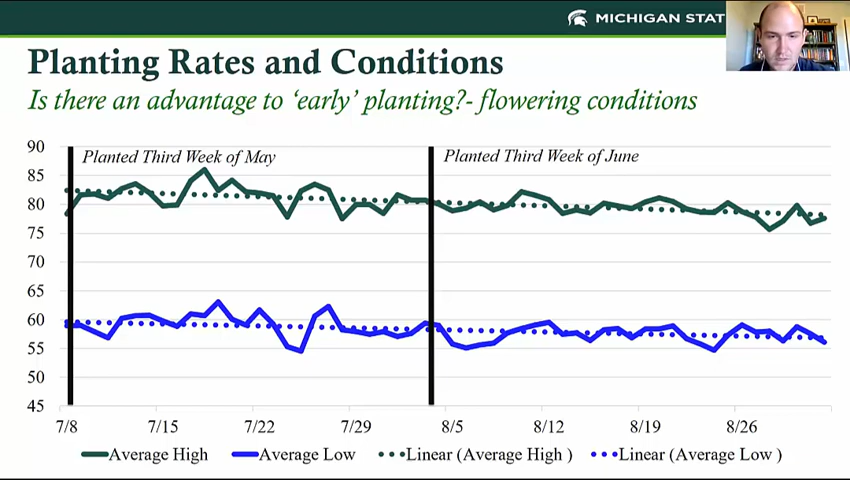 MICHIGAN STAT
Planting Rates and Conditions
Is there an advantage to ‘early’ planting?- flowering conditions
90
85
80
75
70
65
60
55
50
45
Planted Third Week of May
Planted Third Week of June
7/8 7/15 7/22 7/29 8/5 8/12 8/19 8/26
Average High Average Low Linear (Average High ) Linear (Average Low )